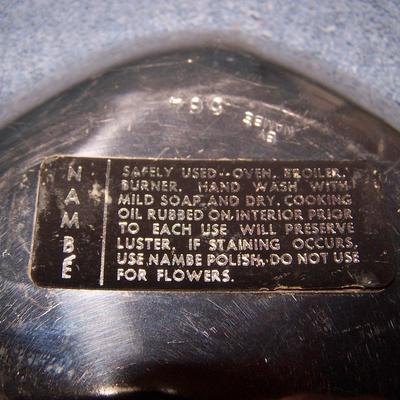 NAMBÉ
SAFELY USED--OVEN, BROILER,
BURNER. HAND WASH WITH
MILD SOAP AND DRY. COOKING
OIL RUBBED ON INTERIOR PRIOR
TO EACH USE WILL PRESERVE
LUSTER. IF STAINING OCCURS,
USE NAMBE POLISH. DO NOT USE
FOR FLOWERS.